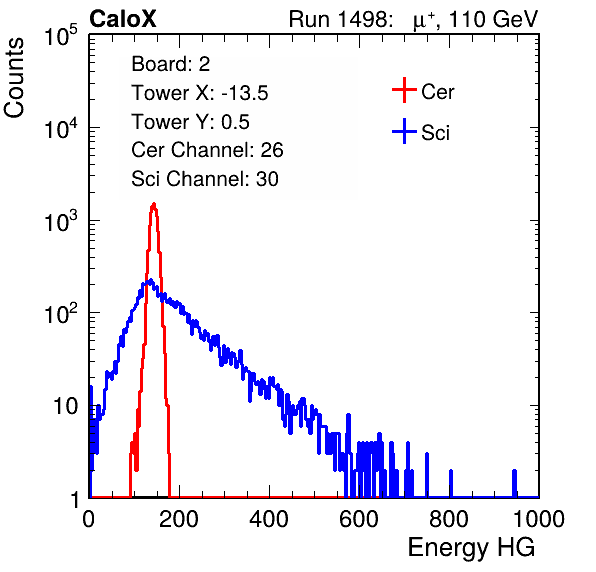 CaloX Run 1498: μ⁺, 110 GeV
Counts
Board: 2
Tower X: -13.5
Tower Y: 0.5
Cer Channel: 26
Sci Channel: 30
Cer
Sci
10⁵
10⁴
10³
10²
10
1
0 200 400 600 800 1000
Energy HG